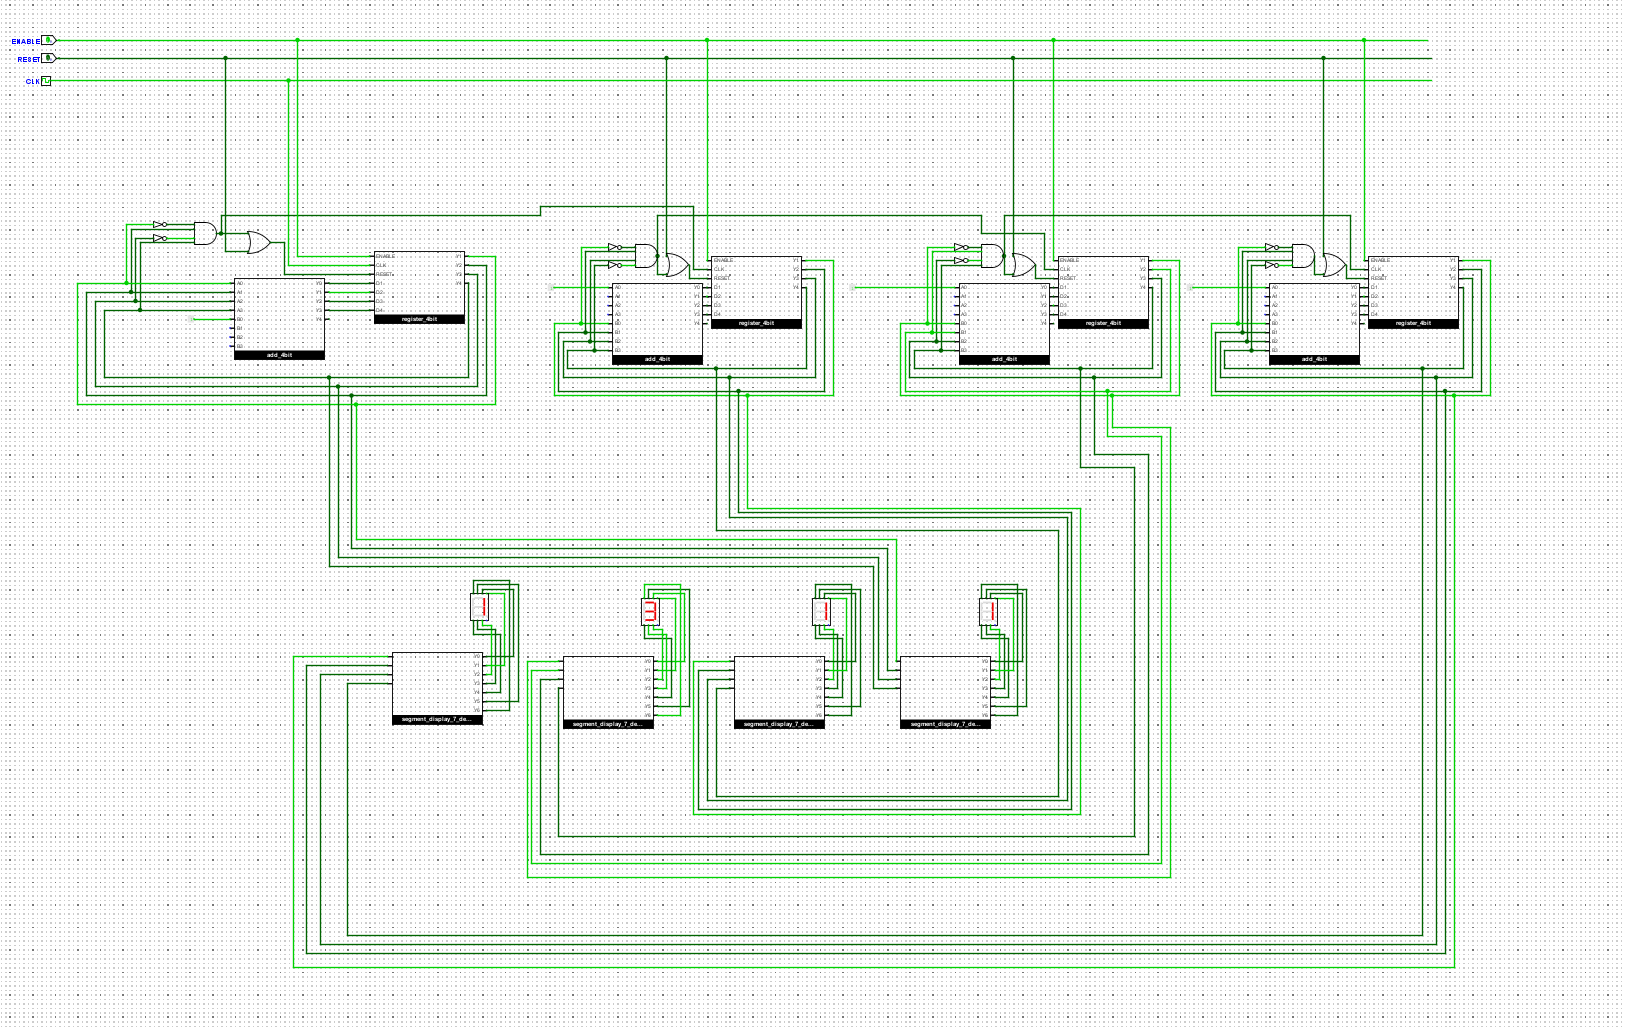 ENABLE
RESET
CLK
ENABLE Y1
CLK Y2
RESET Y3
D1 Y4
D2
D3
D4
register_4bit
A0 Y0
A1 Y1
A2 Y2
A3 Y3
B0 Y4
B1
B2
B3
add_4bit
ENABLE Y1
CLK Y2
RESET Y3
D1 Y4
D2
D3
D4
register_4bit
A0 Y0
A1 Y1
A2 Y2
A3 Y3
B0 Y4
B1
B2
B3
add_4bit
ENABLE Y1
CLK Y2
RESET Y3
D1 Y4
D2
D3
D4
register_4bit
A0 Y0
A1 Y1
A2 Y2
A3 Y3
B0 Y4
B1
B2
B3
add_4bit
ENABLE Y1
CLK Y2
RESET Y3
D1 Y4
D2
D3
D4
register_4bit
A0 Y0
A1 Y1
A2 Y2
A3 Y3
B0 Y4
B1
B2
B3
add_4bit
1 3 1 1
Y0
Y1
Y2
Y3
Y4
Y5
Y6
segment_display_7_de...
Y0
Y1
Y2
Y3
Y4
Y5
Y6
segment_display_7_de...
Y0
Y1
Y2
Y3
Y4
Y5
Y6
segment_display_7_de...
Y0
Y1
Y2
Y3
Y4
Y5
Y6
segment_display_7_de...